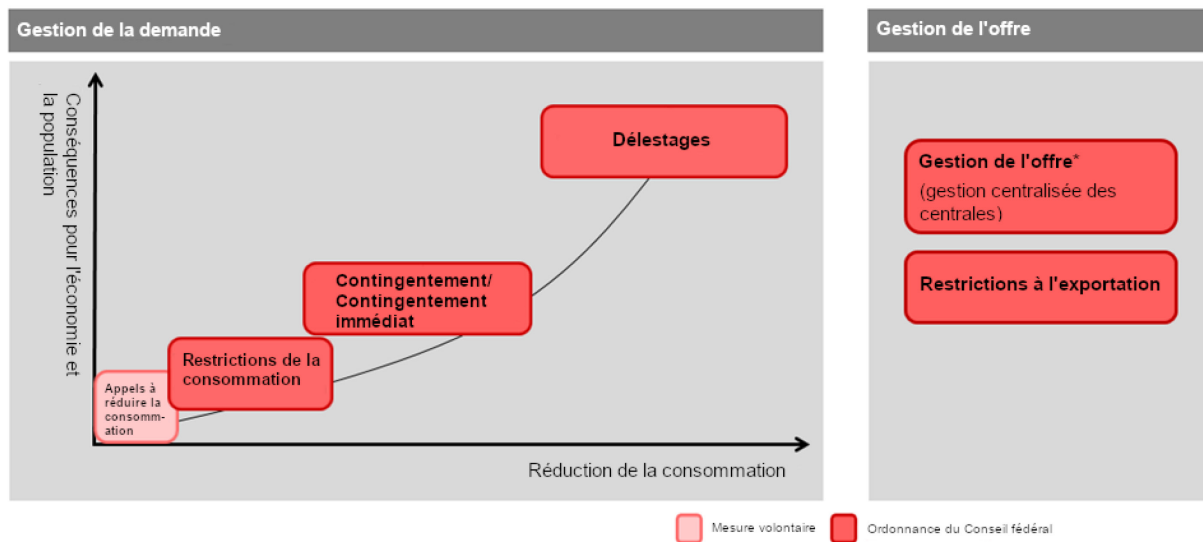 Gestion de la demande
Conséquences pour l'économie et
la population
Délestages
Contingentement/
Contingentement
immédiat
Restrictions de la
consommation
Appels à
réduire la
consomm-
ation
Réduction de la consommation
Gestion de l'offre
Gestion de l'offre*
(gestion centralisée des
centrales)
Restrictions à l'exportation
Mesure volontaire
Ordonnance du Conseil fédéral